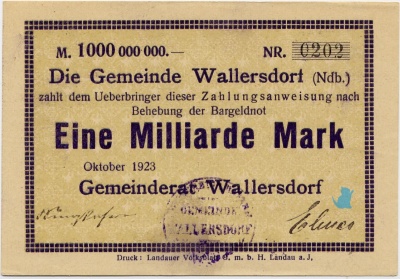 M. 1000 000 000.— NR. 0202
Die Gemeinde Wallersdorf (Ndb.)
zahlt dem Ueberbringer dieser Zahlungsanweisung nach
Behebung der Bargeldnot
Eine Milliarde Mark
Oktober 1923
Gemeinderat Wallersdorf
GEMEINDE
WALLERSDORF
Druck: Landauer Volksblatt G. m. b. H. Landau a. J,